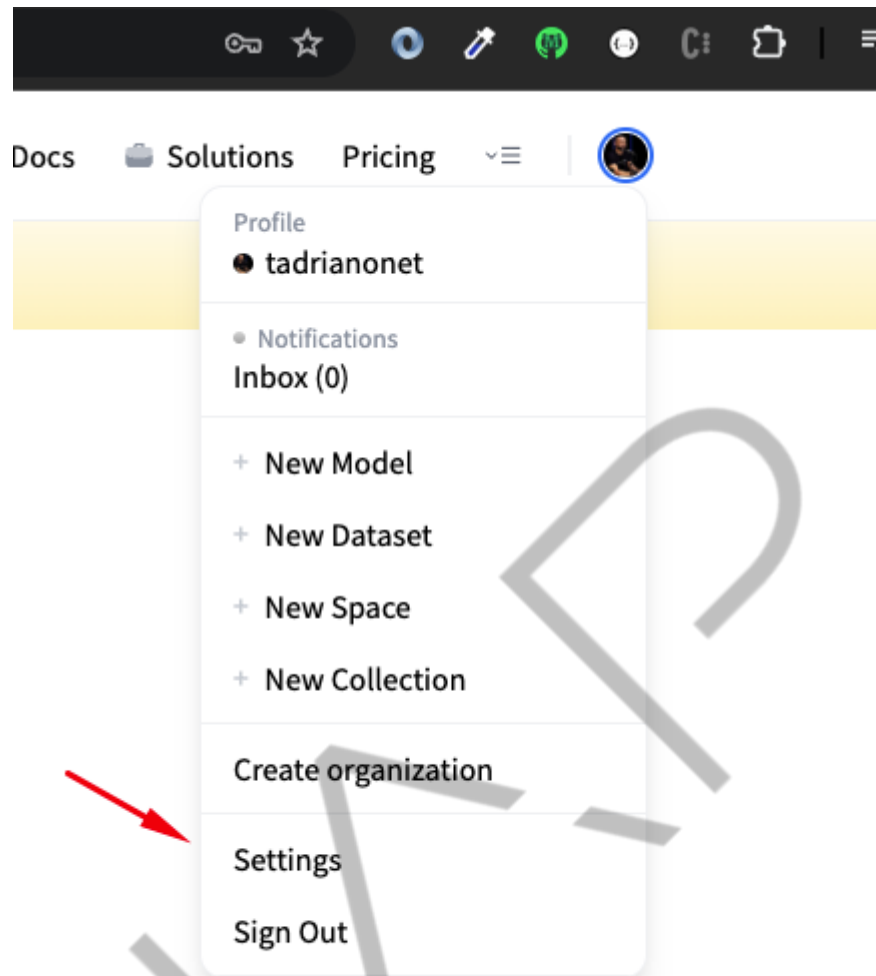 Docs Solutions Pricing
Profile
tadrianonet
Notifications
Inbox (0)
+ New Model
+ New Dataset
+ New Space
+ New Collection
Create organization
Settings
Sign Out